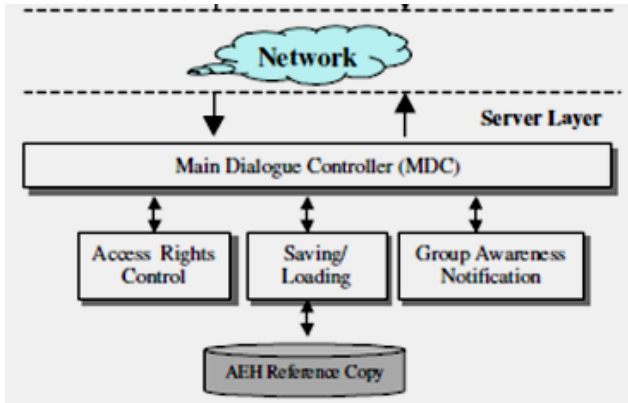 Network
Server Layer
Main Dialogue Controller (MDC)
Access Rights
Control
Saving/
Loading
Group Awareness
Notification
AEH Reference Copy